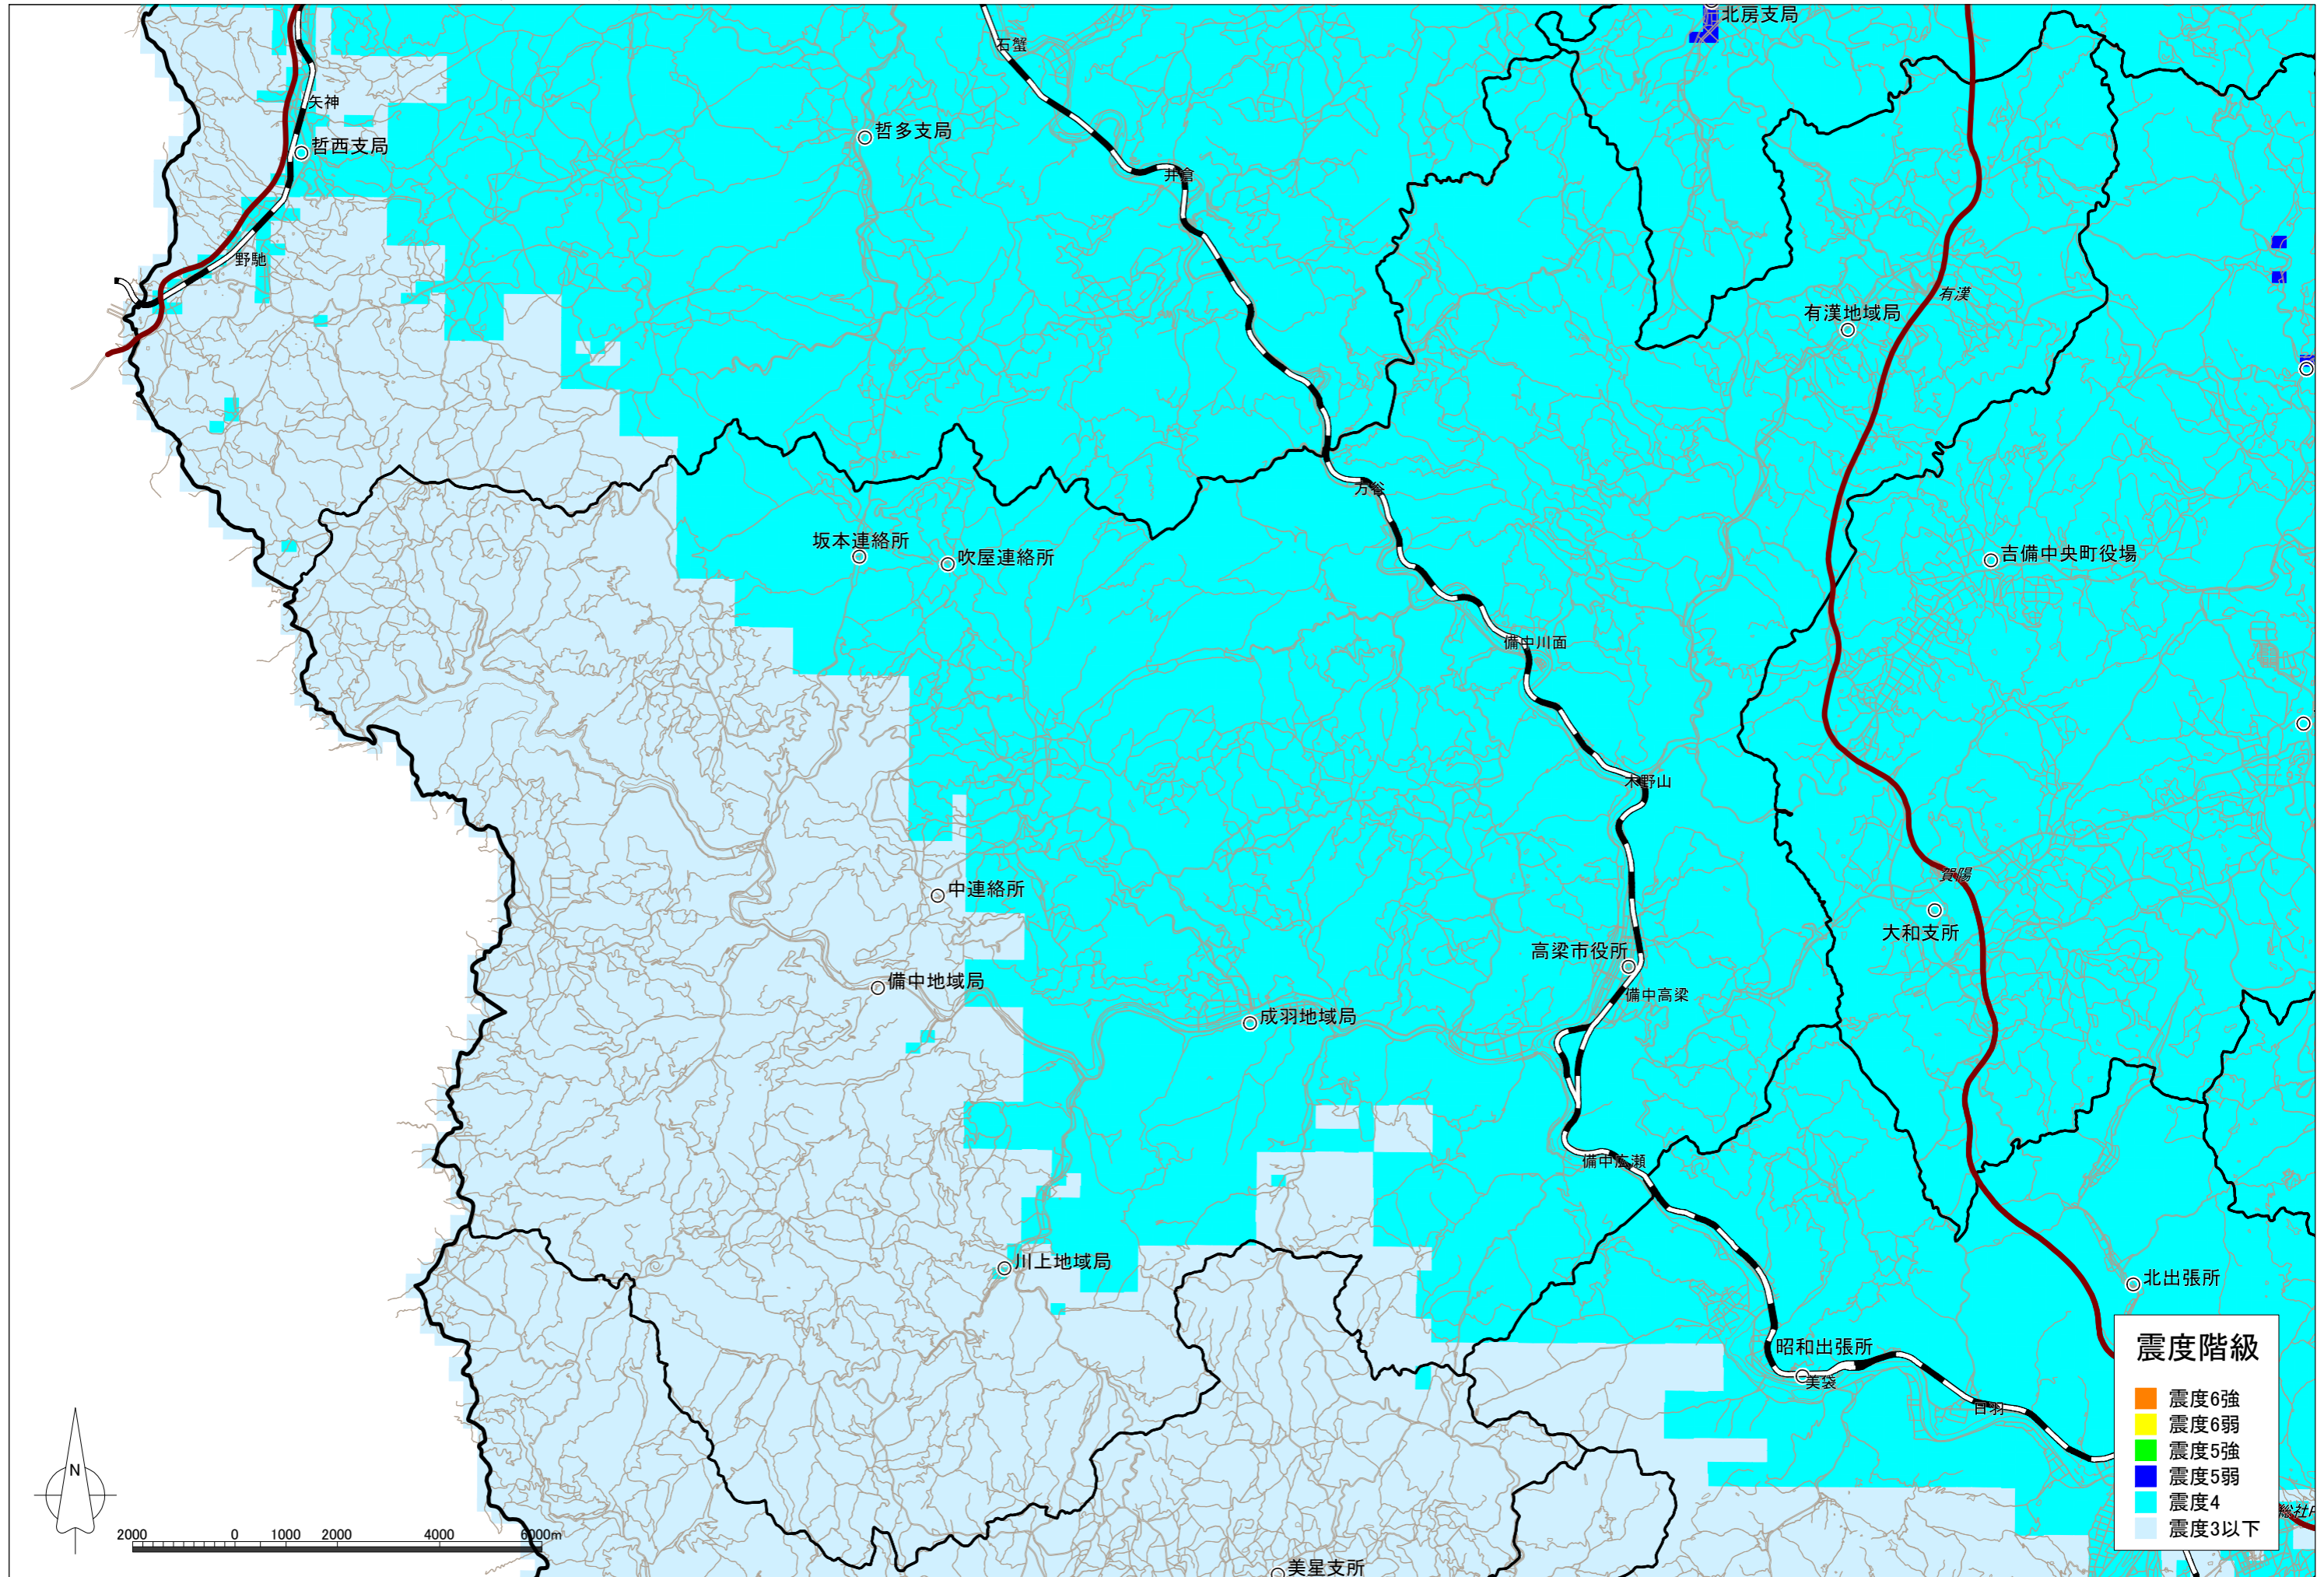 北房支局
石蟹
矢神
哲多支局
哲西支局
井倉
野馳
有漢
有漢地域局
万谷
坂本連絡所
吹屋連絡所
吉備中央町役場
備中川面
木野山
賀陽
中連絡所
大和支所
高梁市役所
備中地域局
備中高梁
成羽地域局
備中広瀬
川上地域局
北出張所
昭和出張所
美袋
日羽
震度階級
震度6強
震度6弱
震度5強
震度5弱
震度4
震度3以下
総社
N
2000 0 1000 2000 4000 6000m
美星支所